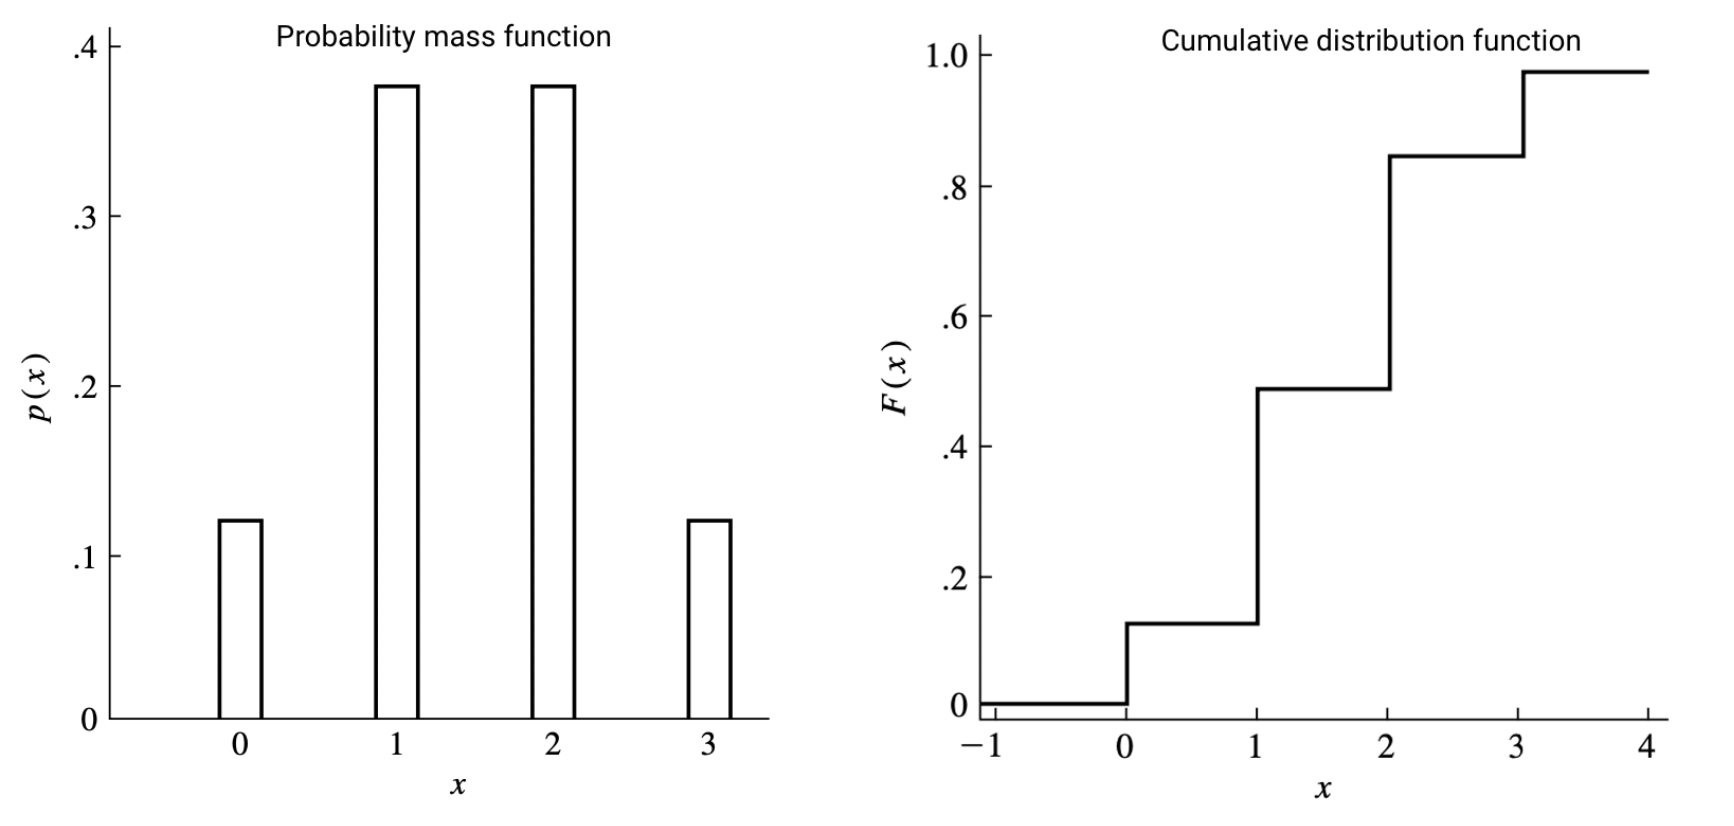 Probability mass function
.4
.3
.2
.1
0
p(x)
0 1 2 3
x
Cumulative distribution function
1.0
.8
.6
.4
.2
0
F(x)
−1 0 1 2 3 4
x